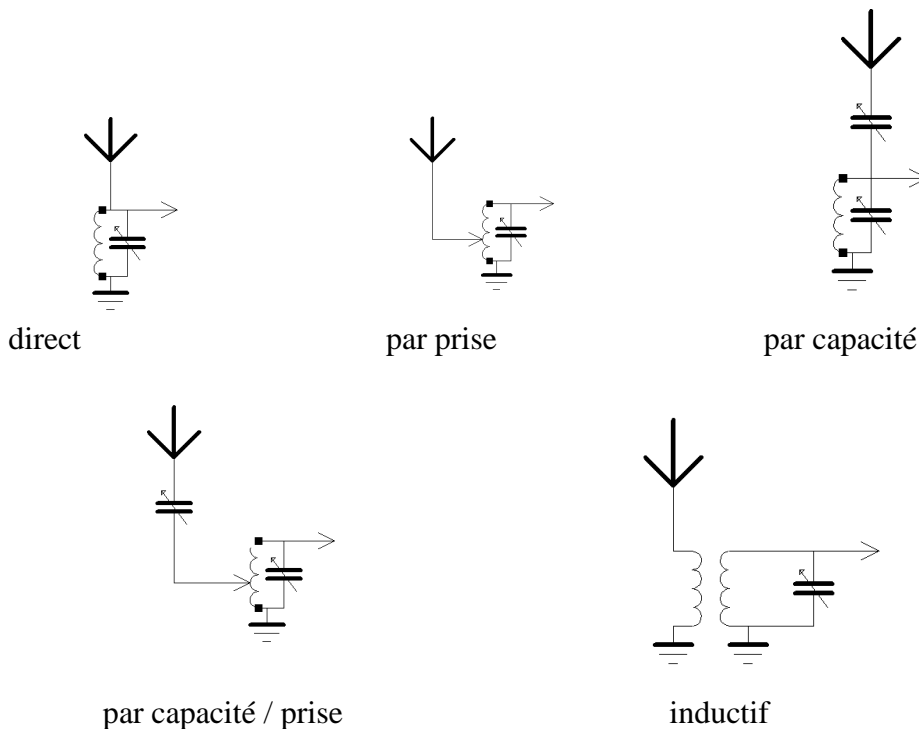 direct
par prise
par capacité
par capacité / prise
inductif